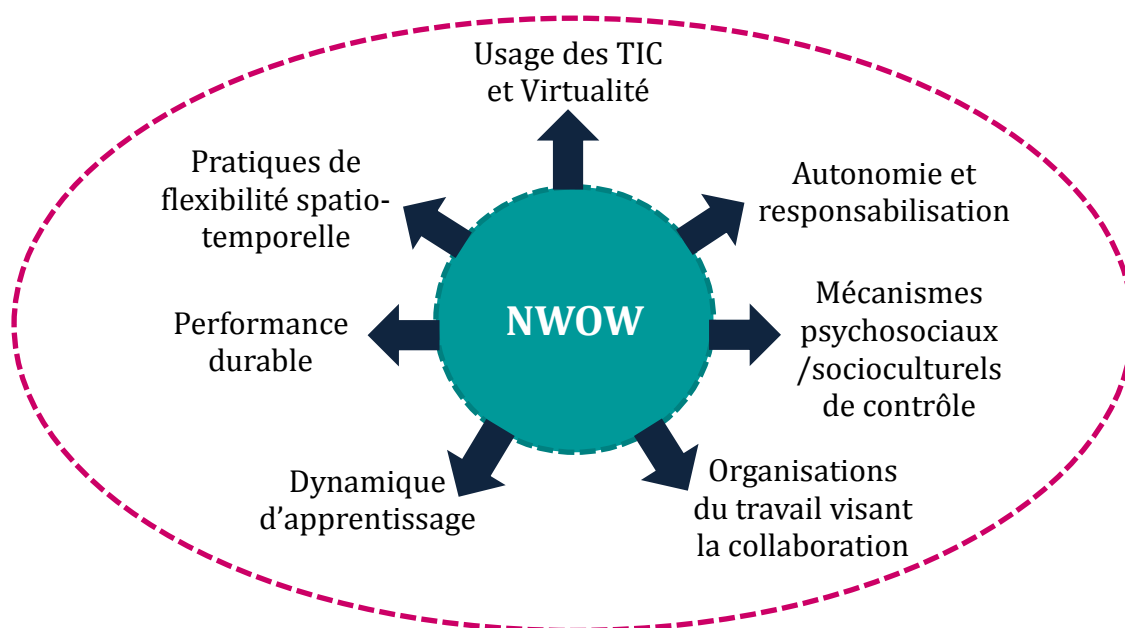 Usage des TIC
et Virtualité
Autonomie et
responsabilisation
Mécanismes
psychosociaux
/socioculturels
de contrôle
Organisations
du travail visant
la collaboration
Dynamique
d’apprentissage
Performance
durable
Pratiques de
flexibilité spatio-
temporelle
NWOW